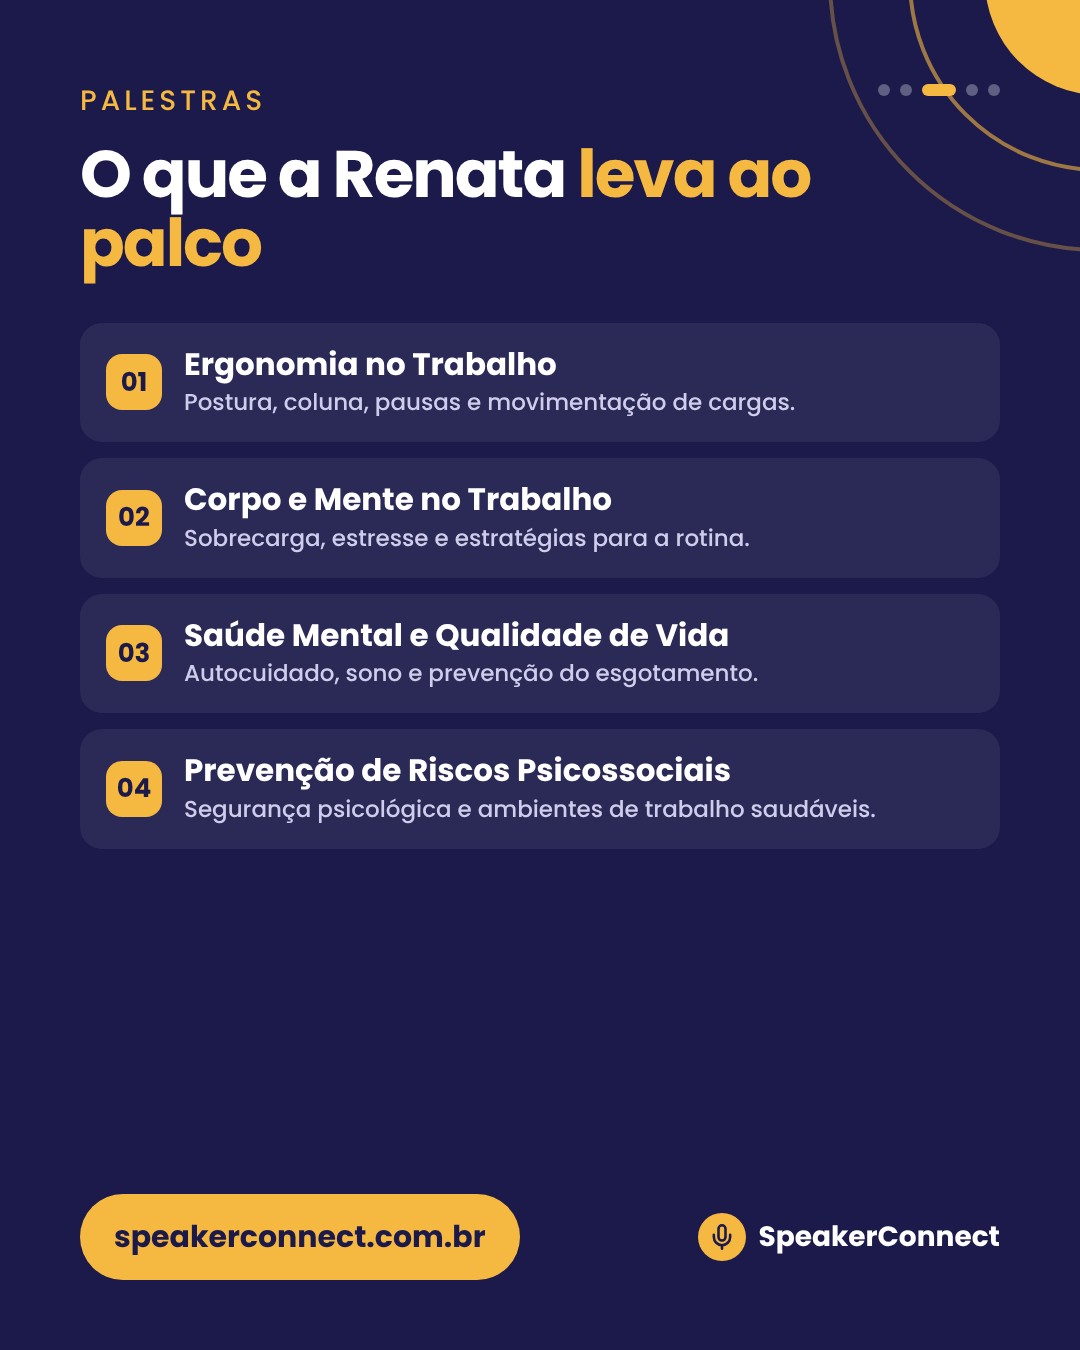 PALESTRAS
O que a Renata leva ao
palco
01
Ergonomia no Trabalho
Postura, coluna, pausas e movimentação de cargas.
02
Corpo e Mente no Trabalho
Sobrecarga, estresse e estratégias para a rotina.
03
Saúde Mental e Qualidade de Vida
Autocuidado, sono e prevenção do esgotamento.
04
Prevenção de Riscos Psicossociais
Segurança psicológica e ambientes de trabalho saudáveis.
speakerconnect.com.br
SpeakerConnect